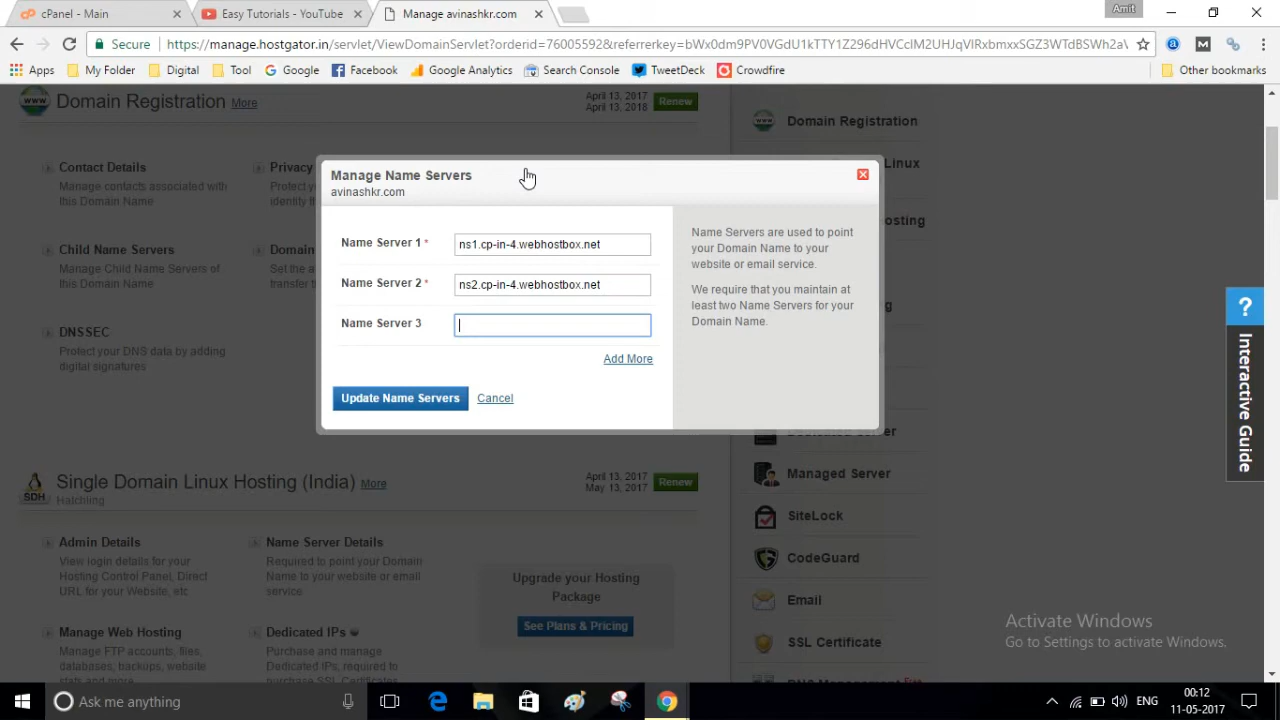 cPanel - Main
Easy Tutorials - YouTube
Manage avinashkr.com
Amit
Secure
https://manage.hostgator.in/servlet/ViewDomainServlet?orderid=76005592&referrerkey=
Apps
My Folder
Digital
Tool
Google
Facebook
Google Analytics
Search Console
TweetDeck
Crowdfire
Other bookmarks
WWW
Domain Registration More
April 13, 2017
April 13, 2018
Renew
Contact Details
Manage contacts associated with
this Domain Name
Privacy
Child Name Servers
Manage Child Name Servers of
this Domain Name
DNSSEC
Protect your DNS data by adding
digital signatures
Manage Name Servers
avinashkr.com
Name Server 1 *
ns1.cp-in-4.webhostbox.net
Name Server 2 *
ns2.cp-in-4.webhostbox.net
Name Server 3
Add More
Update Name Servers
Cancel
Name Servers are used to point
your Domain Name to your
website or email service.
We require that you maintain at
least two Name Servers for your
Domain Name.
SDH
Single Domain Linux Hosting (India) More
Hatchling
April 13, 2017
May 13, 2017
Renew
Admin Details
View login details for your
Hosting Control Panel, Direct
URL for your Website, etc
Name Server Details
Required to point your Domain
Name to your website or email
service
Manage Web Hosting
Manage FTP accounts, files,
databases, backups, website
Dedicated IPs
Purchase and manage
Dedicated IPs, required to
purchase SSL Certificates
Upgrade your Hosting
Package
See Plans & Pricing
Domain Registration
Linux
Managed Server
SiteLock
CodeGuard
Email
SSL Certificate
?
Interactive Guide
Activate Windows
Go to Settings to activate Windows.
Ask me anything
ENG
00:12
11-05-2017